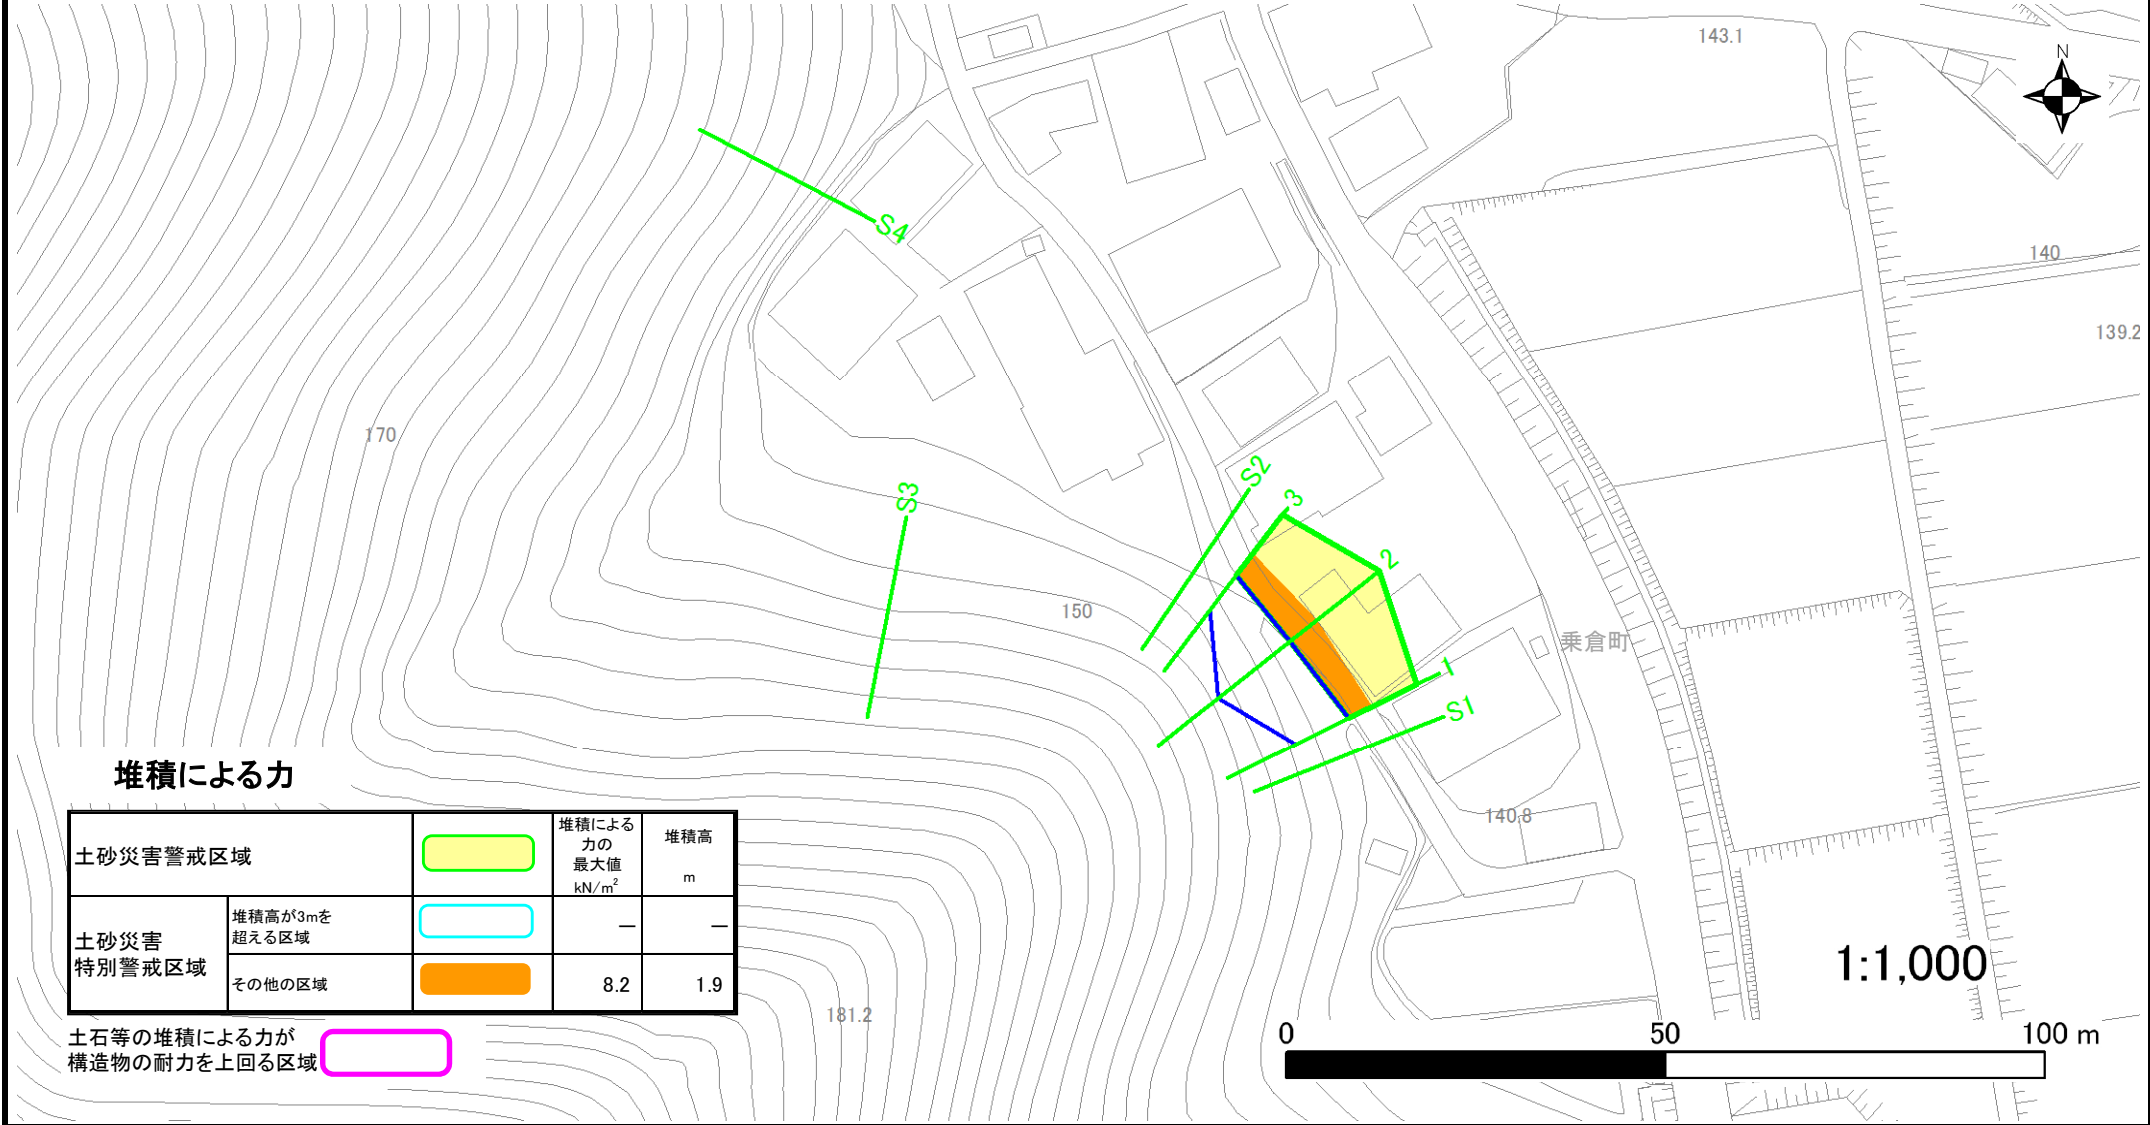 143.1
N
S4
140
139.2
170
S2
S3
3
2
150
乗倉町
1
S1
堆積による力
140.8
土砂災害警戒区域
堆積による
力の
最大値
kN/m²
堆積高
m
土砂災害
特別警戒区域
堆積高が3mを
超える区域
—
—
その他の区域
8.2
1.9
1:1,000
181.2
土石等の堆積による力が
構造物の耐力を上回る区域
0
50
100 m